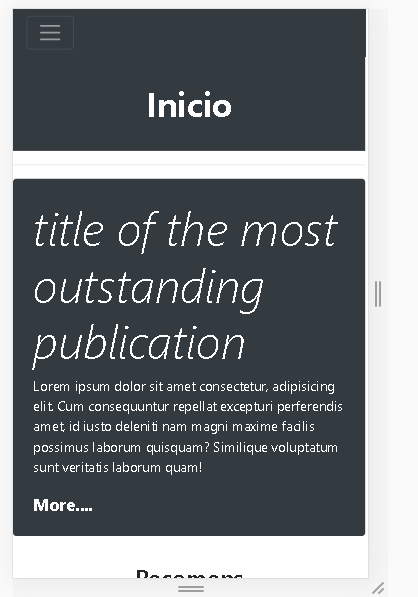 Inicio
title of the most
outstanding
publication
Lorem ipsum dolor sit amet consectetur, adipisicing
elit. Cum consequuntur repellat excepturi perferendis
amet, id iusto deleniti nam magni maxime facilis
possimus laborum quisquam? Similique voluptatum
sunt veritatis laborum quam!
More....